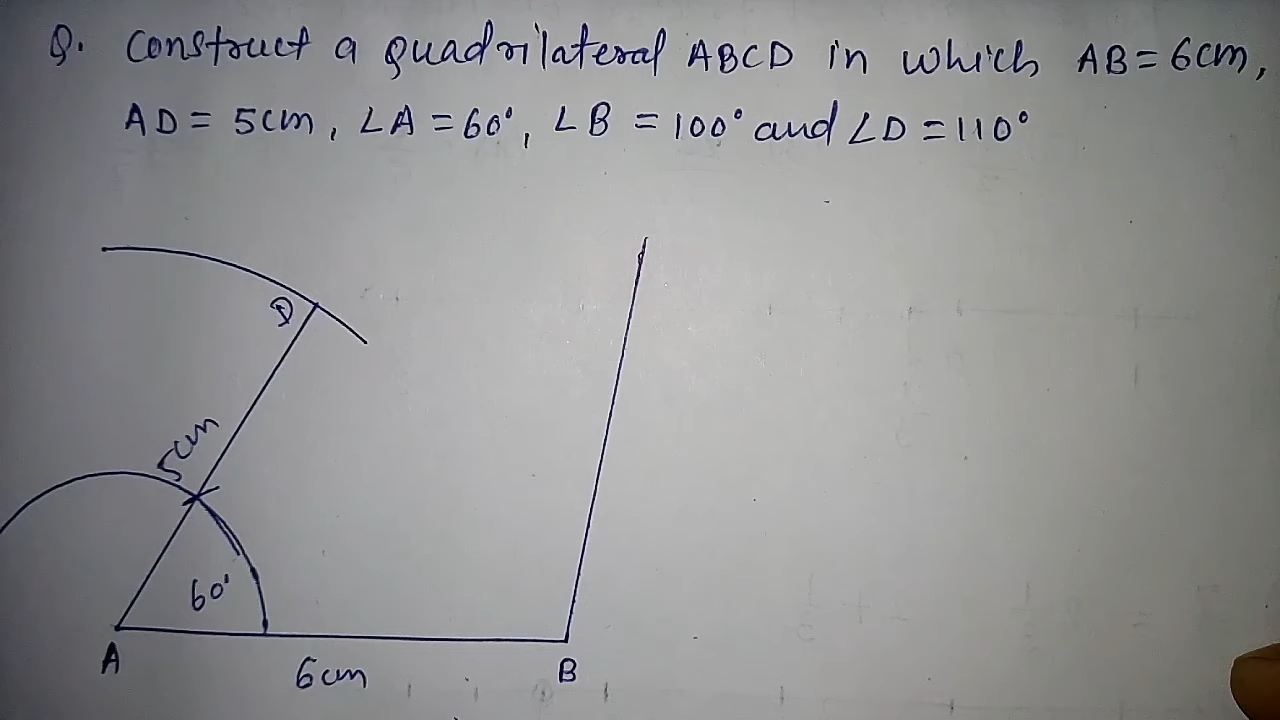 Q. Construct a quadrilateral ABCD in which AB = 6cm,
AD = 5cm, ∠A = 60°, ∠B = 100° and ∠D = 110°
D
5cm
60°
A
6cm
B